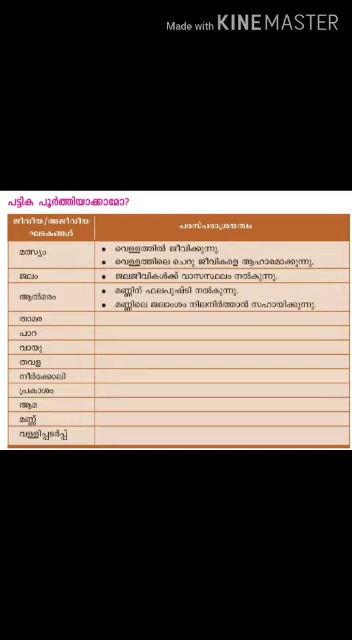 Made with KINEMASTER
പട്ടിക പൂർത്തിയാക്കാമോ?
ജീവീയ/അജീവീയ ഘടകങ്ങൾ
പരസ്പരാശ്രയത്വം
മത്സ്യം
• വെള്ളത്തിൽ ജീവിക്കുന്നു.
• വെള്ളത്തിലെ ചെറു ജീവികളെ ആഹാരമാക്കുന്നു.
ജലം
• ജലജീവികൾക്ക് വാസസ്ഥലം നൽകുന്നു.
ആൽമരം
• മണ്ണിന് ഫലപുഷ്ടി നൽകുന്നു.
• മണ്ണിലെ ജലാംശം നിലനിർത്താൻ സഹായിക്കുന്നു.
താമര
പാറ
വായു
തവള
നീർക്കോലി
പ്രകാശം
ആമ
മണ്ണ്
വള്ളിപ്പടർപ്പ്